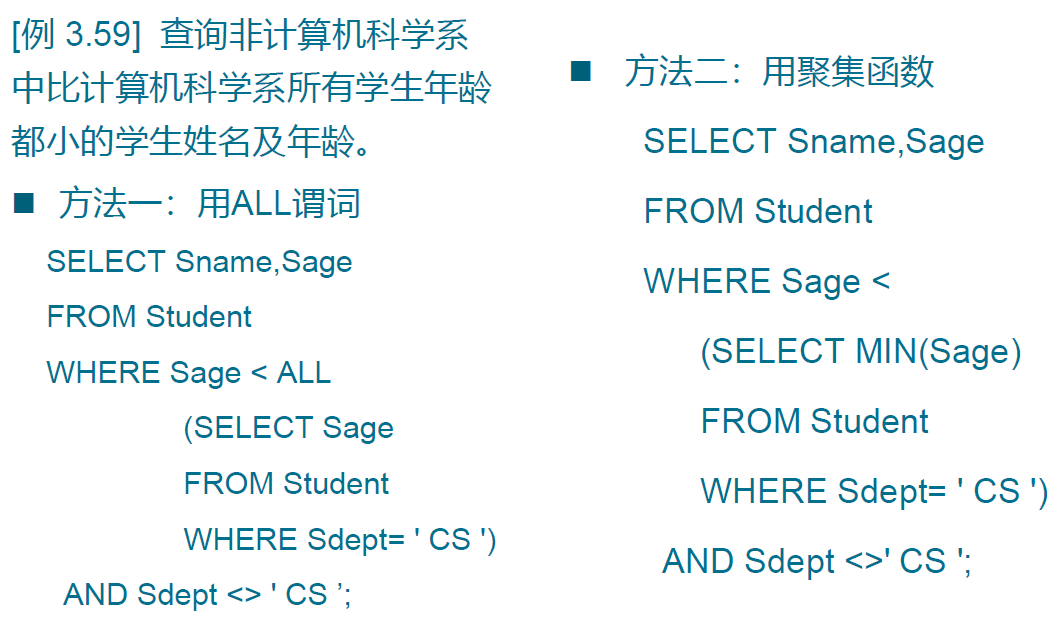 [例 3.59] 查询非计算机科学系
中比计算机科学系所有学生年龄
都小的学生姓名及年龄。
■ 方法一：用ALL谓词
SELECT Sname,Sage
FROM Student
WHERE Sage < ALL
(SELECT Sage
FROM Student
WHERE Sdept= ' CS ')
AND Sdept <> ' CS ’;
■ 方法二：用聚集函数
SELECT Sname,Sage
FROM Student
WHERE Sage <
(SELECT MIN(Sage)
FROM Student
WHERE Sdept= ' CS ')
AND Sdept <>' CS ';